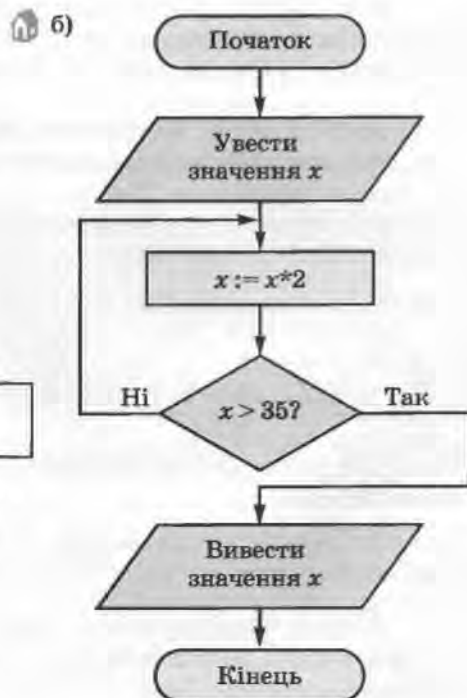 б)
Початок
Увести
значення x
x := x*2
Ні
x > 35?
Так
Вивести
значення x
Кінець